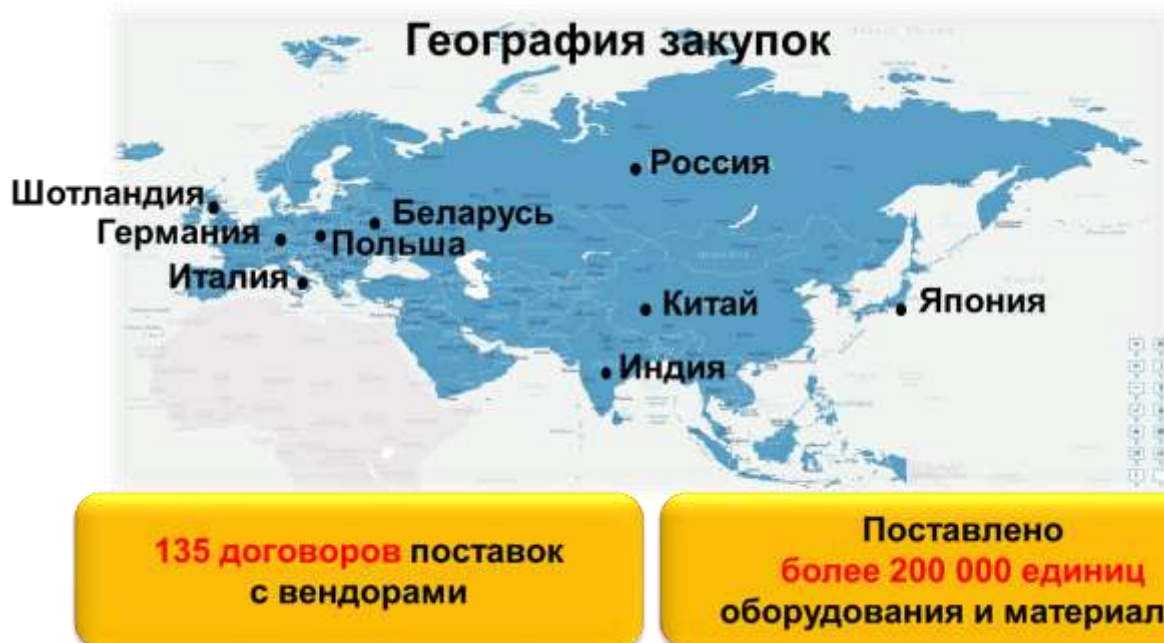 География закупок
Россия
Шотландия
Беларусь
Германия
Польша
Италия
Китай
Япония
Индия
135 договоров поставок
с вендорами
Поставлено
более 200 000 единиц
оборудования и материал